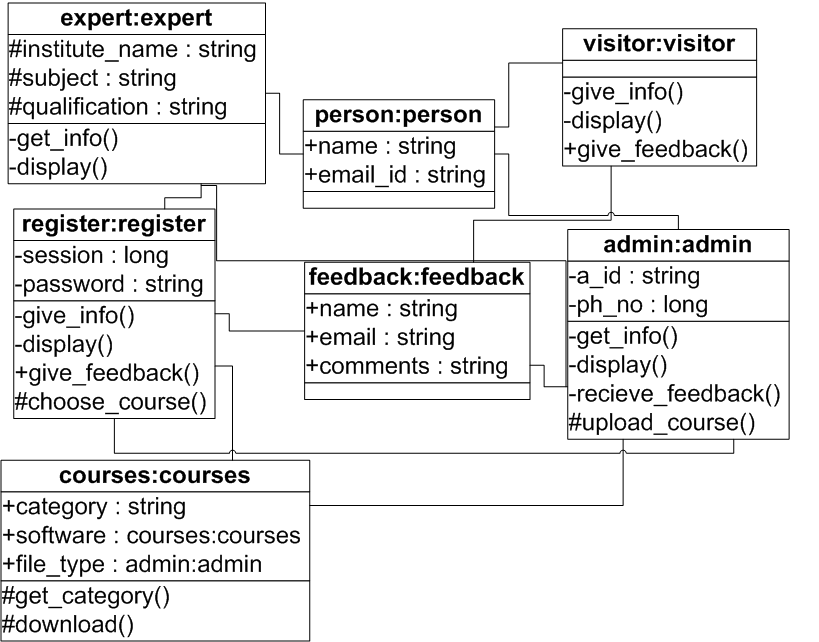 expert:expert
#institute_name : string
#subject : string
#qualification : string
-get_info()
-display()
person:person
+name : string
+email_id : string
visitor:visitor
-give_info()
-display()
+give_feedback()
register:register
-session : long
-password : string
-give_info()
-display()
+give_feedback()
#choose_course()
feedback:feedback
+name : string
+email : string
+comments : string
admin:admin
-a_id : string
-ph_no : long
-get_info()
-display()
-recieve_feedback()
#upload_course()
courses:courses
+category : string
+software : courses:courses
+file_type : admin:admin
#get_category()
#download()